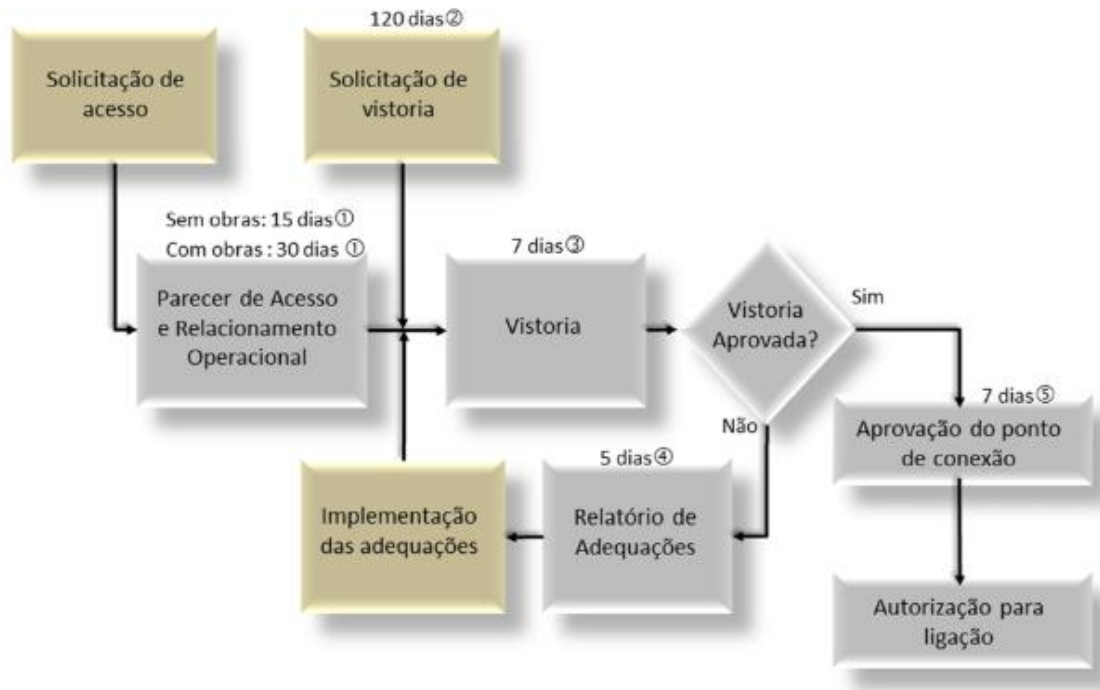 Solicitação de
acesso
120 dias②
Solicitação de
vistoria
Sem obras: 15 dias①
Com obras : 30 dias ①
Parecer de Acesso
e Relacionamento
Operacional
7 dias③
Vistoria
Vistoria
Aprovada?
Sim
Não
7 dias⑤
Aprovação do ponto
de conexão
5 dias④
Relatório de
Adequações
Implementação
das adequações
Autorização para
ligação